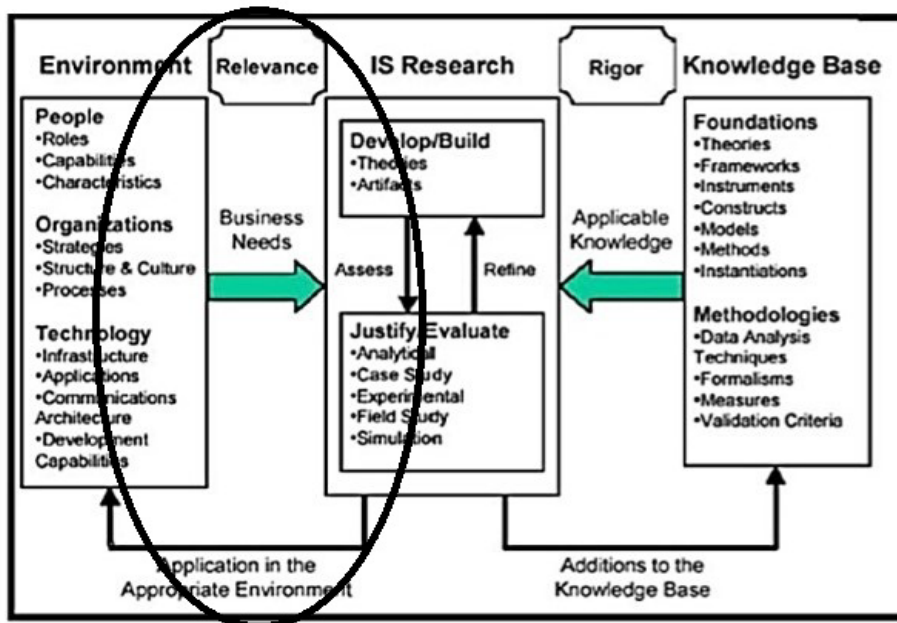 Environment
Relevance
IS Research
Rigor
Knowledge Base
People
•Roles
•Capabilities
•Characteristics
Organizations
•Strategies
•Structure & Culture
•Processes
Technology
•Infrastructure
•Applications
•Communications
Architecture
•Development
Capabilities
Business
Needs
Develop/Build
•Theories
•Artifacts
Assess
Refine
Justify/Evaluate
•Analytical
•Case Study
•Experimental
•Field Study
•Simulation
Applicable
Knowledge
Foundations
•Theories
•Frameworks
•Instruments
•Constructs
•Models
•Methods
•Instantiations
Methodologies
•Data Analysis
Techniques
•Formalisms
•Measures
•Validation Criteria
Application in the
Appropriate Environment
Additions to the
Knowledge Base